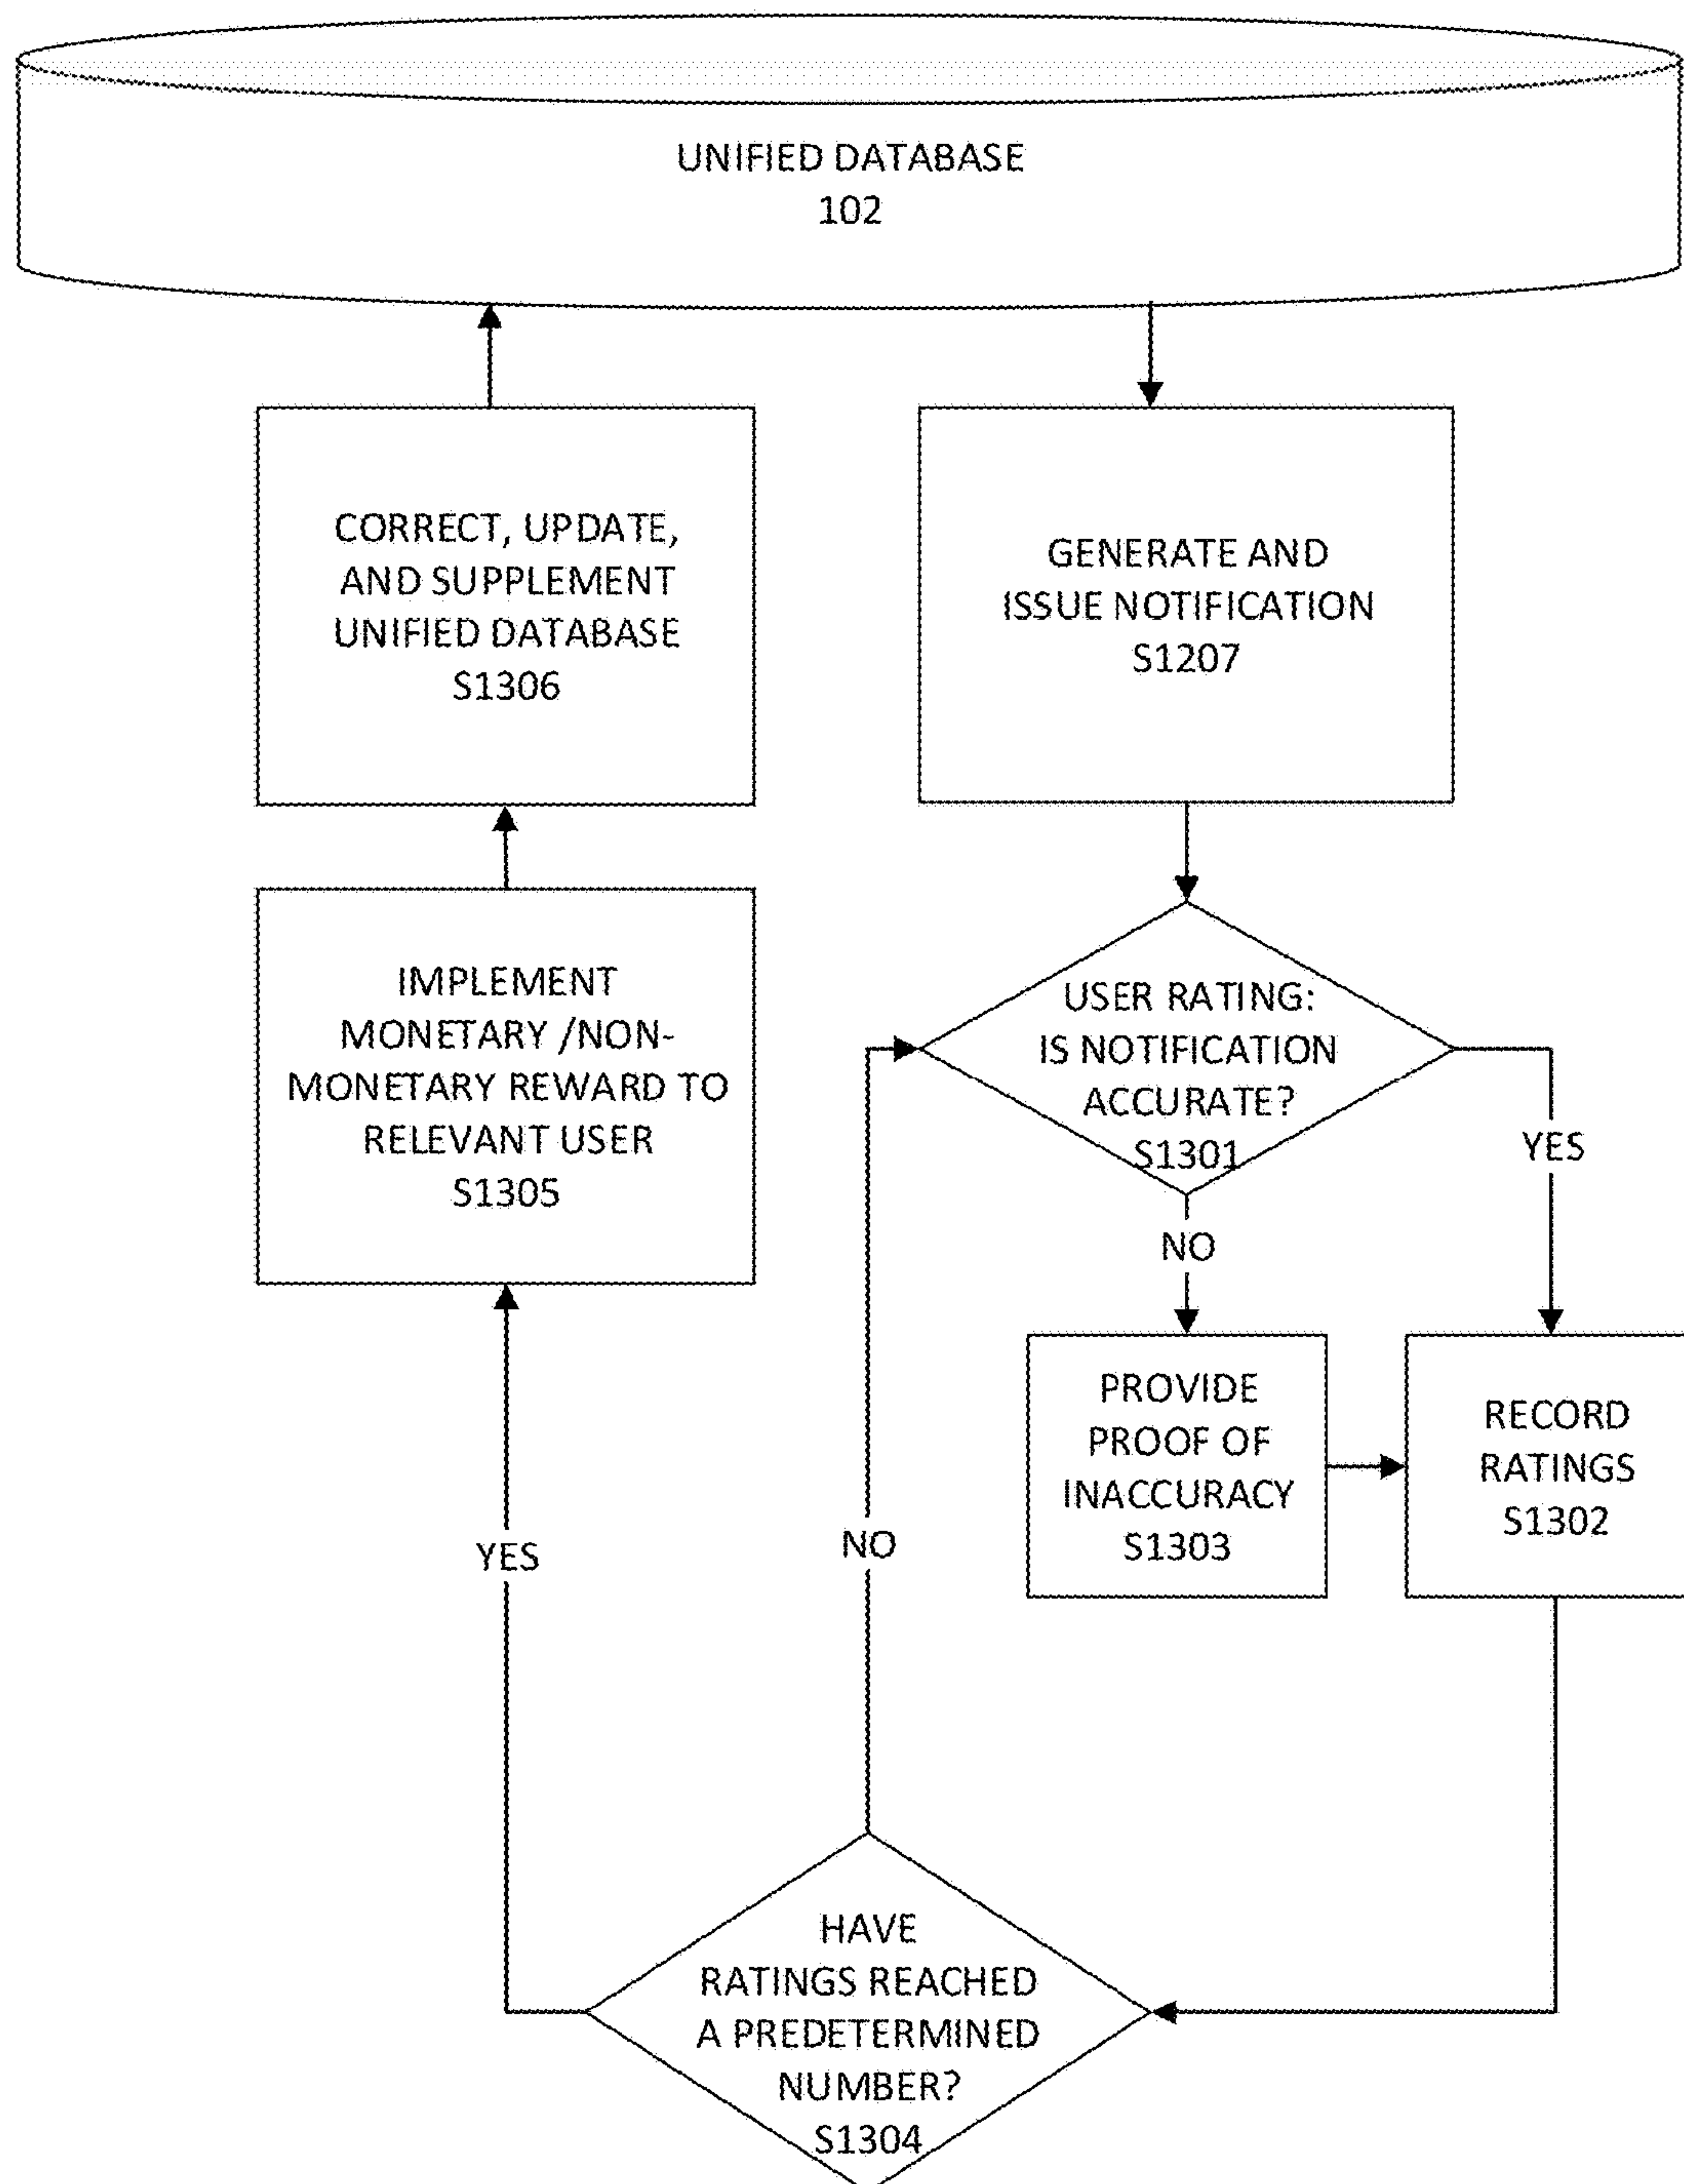 UNIFIED DATABASE
102
CORRECT, UPDATE,
AND SUPPLEMENT
UNIFIED DATABASE
S1306
GENERATE AND
ISSUE NOTIFICATION
S1207
IMPLEMENT
MONETARY /NON-
MONETARY REWARD TO
RELEVANT USER
S1305
USER RATING:
IS NOTIFICATION
ACCURATE?
S1301
YES
NO
PROVIDE
PROOF OF
INACCURACY
S1303
RECORD
RATINGS
S1302
YES
NO
HAVE
RATINGS REACHED
A PREDETERMINED
NUMBER?
S1304